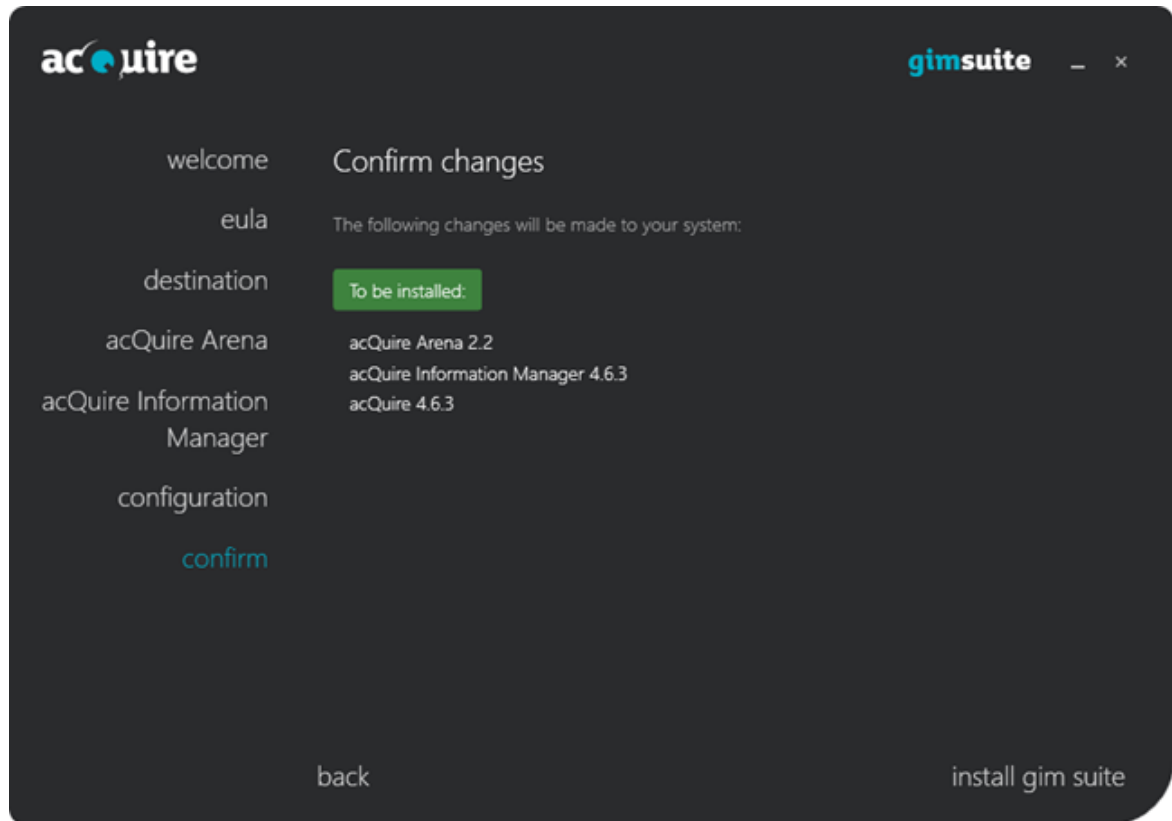 acQuire
gimsuite
welcome
eula
destination
acQuire Arena
acQuire Information
Manager
configuration
confirm
Confirm changes
The following changes will be made to your system:
To be installed:
acQuire Arena 2.2
acQuire Information Manager 4.6.3
acQuire 4.6.3
back
install gim suite